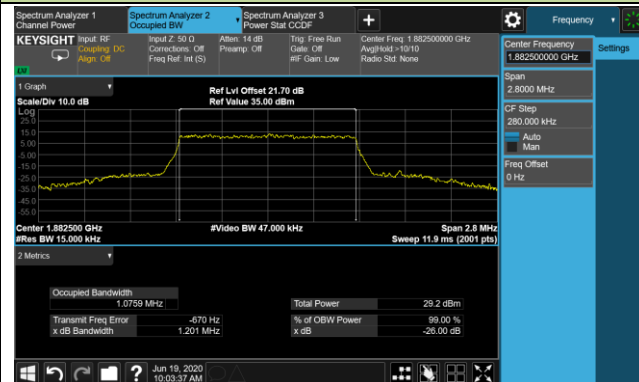 Spectrum Analyzer 1
Channel Power
Spectrum Analyzer 2
Occupied BW
Spectrum Analyzer 3
Power Stat CCDF
Frequency
KEYSIGHT
Input: RF
Coupling: DC
Align: Off
Input Z: 50 Ω
Corrections: Off
Freq Ref: Int (S)
Atten: 14 dB
Preamp: Off
Trig: Free Run
Gate: Off
#IF Gain: Low
Center Freq: 1.882500000 GHz
Avg|Hold:>10/10
Radio Std: None
Center Frequency
1.882500000 GHz
Settings
Span
2.8000 MHz
CF Step
280.000 kHz
Auto
Man
Freq Offset
0 Hz
1 Graph
Scale/Div 10.0 dB
Ref Lvl Offset 21.70 dB
Ref Value 35.00 dBm
Log
25.0
15.0
5.00
-5.00
-15.0
-25.0
-35.0
-45.0
-55.0
Center 1.882500 GHz
#Res BW 15.000 kHz
#Video BW 47.000 kHz
Span 2.8 MHz
Sweep 11.9 ms (2001 pts)
2 Metrics
Occupied Bandwidth
1.0759 MHz
Total Power 29.2 dBm
Transmit Freq Error -670 Hz
% of OBW Power 99.00 %
x dB Bandwidth 1.201 MHz
x dB -26.00 dB
Jun 19, 2020
10:03:37 AM